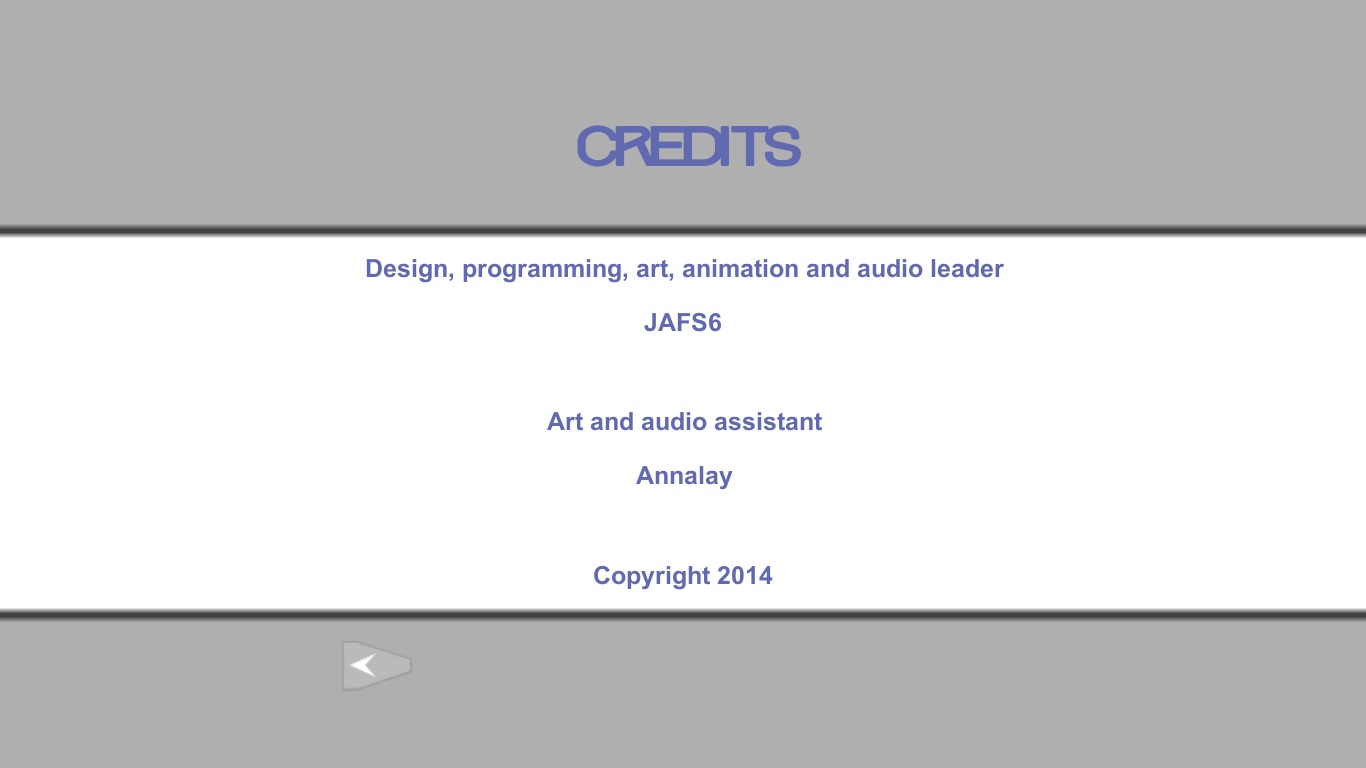 CREDITS
Design, programming, art, animation and audio leader
JAFS6
Art and audio assistant
Annalay
Copyright 2014